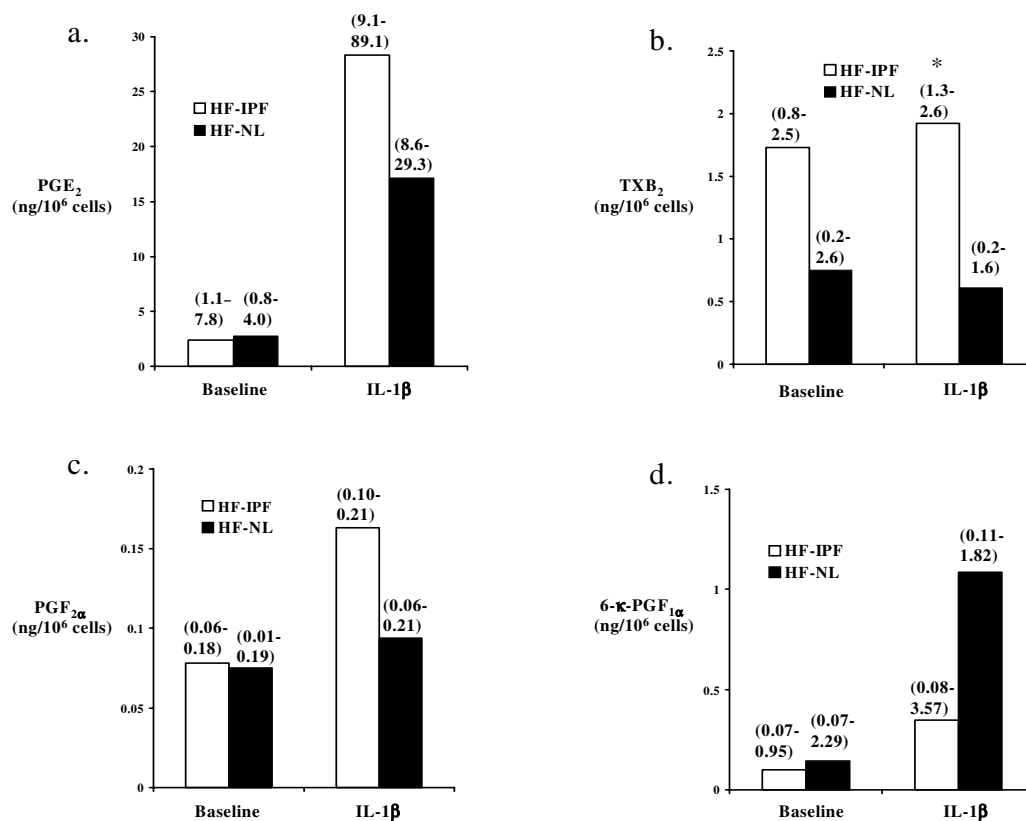 a.
(9.1-
89.1)
30
25
20
15
10
5
0
HF-IPF
HF-NL
(8.6-
29.3)
PGE₂
(ng/10⁶ cells)
(1.1–
7.8)
(0.8-
4.0)
Baseline
IL-1β
b.
2.5
2
1.5
1
0.5
0
HF-IPF
HF-NL
*
(0.8-
2.5)
(1.3-
2.6)
TXB₂
(ng/10⁶ cells)
(0.2-
2.6)
(0.2-
1.6)
Baseline
IL-1β
c.
0.2
0.15
0.1
0.05
0
HF-IPF
HF-NL
(0.10-
0.21)
PGF₂α
(ng/10⁶ cells)
(0.06-
0.18)
(0.01-
0.19)
(0.06-
0.21)
Baseline
IL-1β
d.
1.5
1
0.5
0
HF-IPF
HF-NL
(0.11-
1.82)
6-κ-PGF₁α
(ng/10⁶ cells)
(0.07-
0.95)
(0.07-
2.29)
(0.08-
3.57)
Baseline
IL-1β